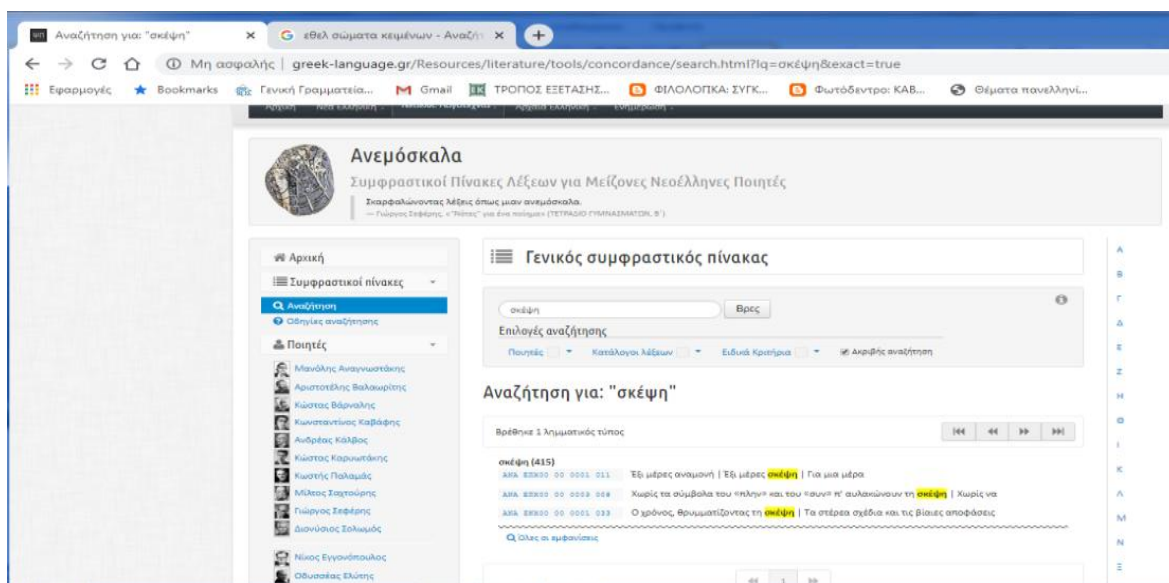 Αναζήτηση για: "σκέψη"
εθελ σώματα κειμένων - Αναζήτ
Μη ασφαλής | greek-language.gr/Resources/literature/tools/concordance/search.html?lq=σκέψη&exact=true
Εφαρμογές Bookmarks Γενική Γραμματεία... Gmail ΤΡΟΠΟΣ ΕΞΕΤΑΣΗΣ... ΦΙΛΟΛΟΓΙΚΑ: ΣΥΓΚ... Φωτόδεντρο: ΚΑΒ... Θέματα πανελληνί...
Ανεμόσκαλα
Συμφραστικοί Πίνακες Λέξεων για Μείζονες Νεοέλληνες Ποιητές
Σκαρφαλώνοντας λέξεις όπως μιαν ανεμόσκαλα.
— Γιώργος Σεφέρης, «"Νότες" για ένα ποίημα» (ΤΕΤΡΑΔΙΟ ΓΥΜΝΑΣΜΑΤΩΝ, Β΄)
Αρχική
Συμφραστικοί πίνακες
Αναζήτηση
Οδηγίες αναζήτησης
Ποιητές
Μανόλης Αναγνωστάκης
Αριστοτέλης Βαλαωρίτης
Κώστας Βάρναλης
Κωνσταντίνος Καβάφης
Ανδρέας Κάλβος
Κώστας Καρυωτάκης
Κωστής Παλαμάς
Μίλτος Σαχτούρης
Γιώργος Σεφέρης
Διονύσιος Σολωμός
Νίκος Εγγονόπουλος
Οδυσσέας Ελύτης
Γενικός συμφραστικός πίνακας
σκέψη Βρες
Επιλογές αναζήτησης
Ποιητές Κατάλογοι λέξεων Ειδικά Κριτήρια Ακριβής αναζήτηση
Αναζήτηση για: "σκέψη"
Βρέθηκε 1 λημματικός τύπος
σκέψη (415)
Έξι μέρες αναμονή | Έξι μέρες σκέψη | Για μια μέρα
Χωρίς τα σύμβολα του «πλην» και του «συν» π' αυλακώνουν τη σκέψη | Χωρίς να
Ο χρόνος, θρυμματίζοντας τη σκέψη | Τα στέρεα σχέδια και τις βίαιες αποφάσεις
Όλες οι εμφανίσεις
1
Α
Β
Γ
Δ
Ε
Ζ
Η
Θ
Ι
Κ
Λ
Μ
Ν
Ξ